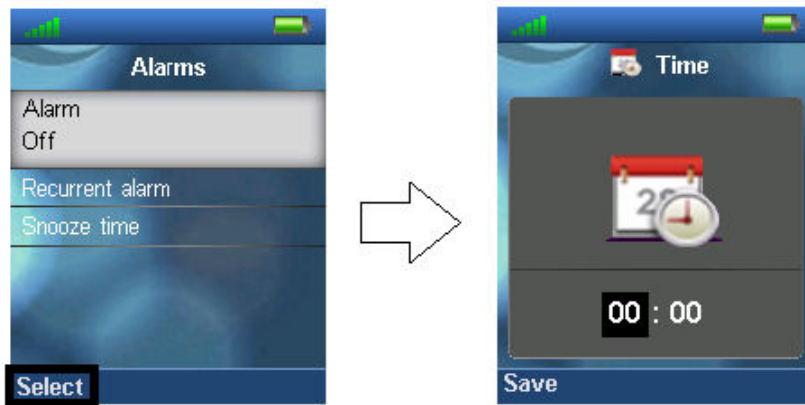 Alarms
Alarm
Off
Recurrent alarm
Snooze time
Select
Time
00 : 00
Save